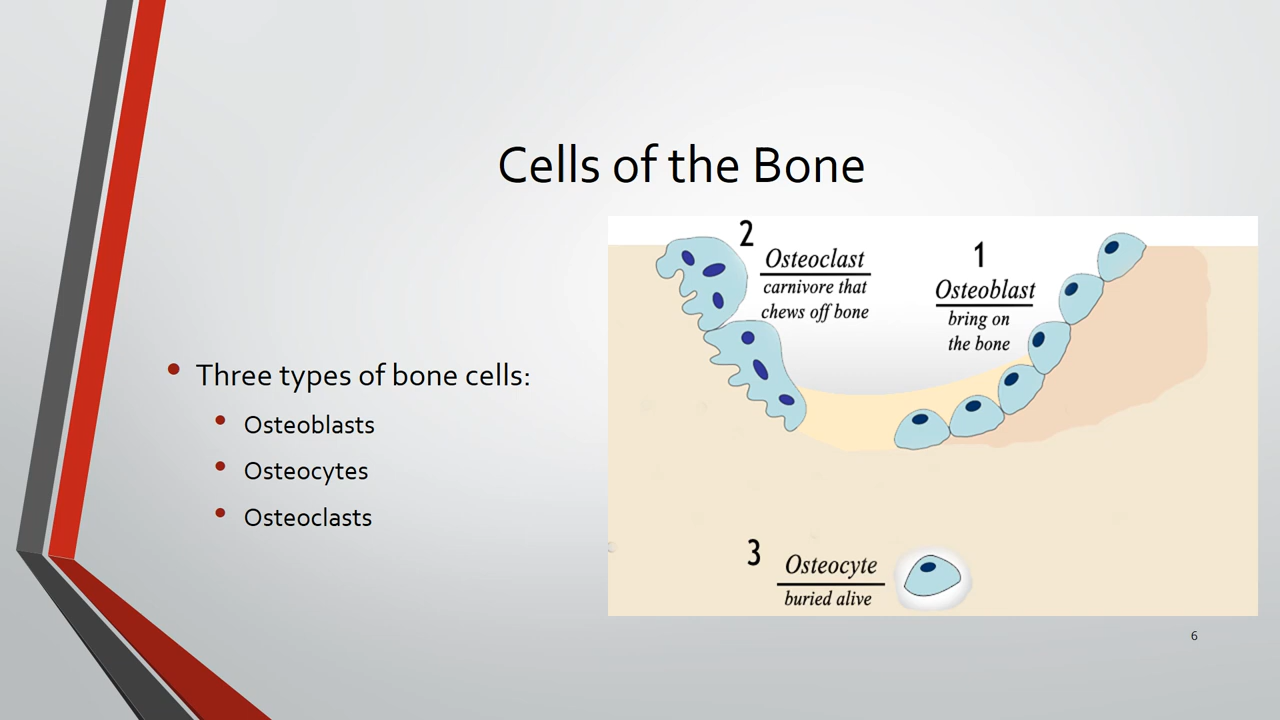 Cells of the Bone
• Three types of bone cells:
• Osteoblasts
• Osteocytes
• Osteoclasts
2
Osteoclast
carnivore that
chews off bone
1
Osteoblast
bring on
the bone
3
Osteocyte
buried alive
6